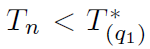 $T_n < T^*_{(q_1)}$